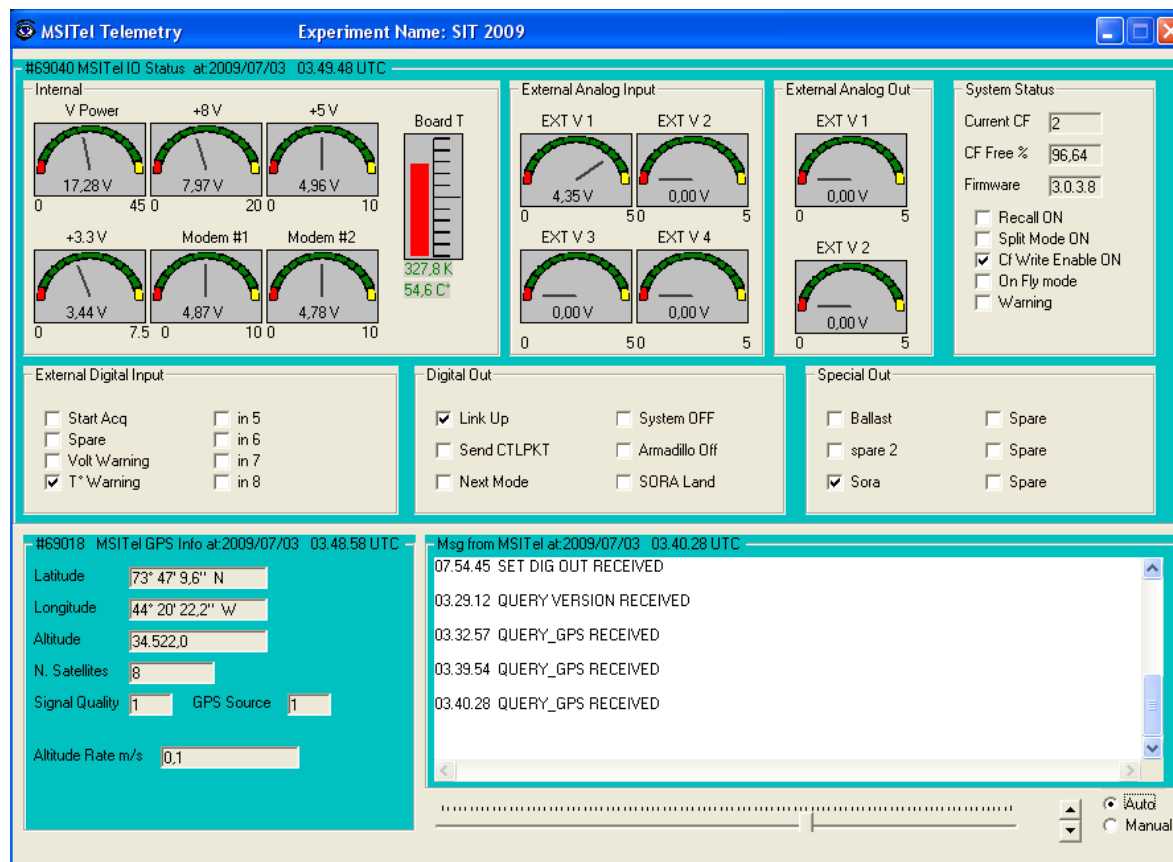 MSITel Telemetry Experiment Name: SIT 2009
#69040 MSITel IO Status at:2009/07/03 03.49.48 UTC
Internal
V Power +8 V +5 V
17,28 V 7,97 V 4,96 V
0 45 0 20 0 10
+3.3 V Modem #1 Modem #2
3,44 V 4,87 V 4,78 V
0 7.5 0 10 0 10
Board T
327,8 K
54,6 C°
External Analog Input
EXT V 1 EXT V 2
4,35 V 0,00 V
0 5 0 5
EXT V 3 EXT V 4
0,00 V 0,00 V
0 5 0 5
External Analog Out
EXT V 1
0,00 V
0 5
EXT V 2
0,00 V
0 5
System Status
Current CF 2
CF Free % 96,64
Firmware 3.0.3.8
Recall ON
Split Mode ON
Cf Write Enable ON
On Fly mode
Warning
External Digital Input
Start Acq in 5
Spare in 6
Volt Warning in 7
T° Warning in 8
Digital Out
Link Up System OFF
Send CTLPKT Armadillo Off
Next Mode SORA Land
Special Out
Ballast Spare
spare 2 Spare
Sora Spare
#69018 MSITel GPS Info at:2009/07/03 03.48.58 UTC
Latitude 73° 47' 9,6'' N
Longitude 44° 20' 22,2'' W
Altitude 34.522,0
N. Satellites 8
Signal Quality 1 GPS Source 1
Altitude Rate m/s 0,1
Msg from MSITel at:2009/07/03 03.40.28 UTC
07.54.45 SET DIG OUT RECEIVED
03.29.12 QUERY VERSION RECEIVED
03.32.57 QUERY_GPS RECEIVED
03.39.54 QUERY_GPS RECEIVED
03.40.28 QUERY_GPS RECEIVED
Auto
Manual